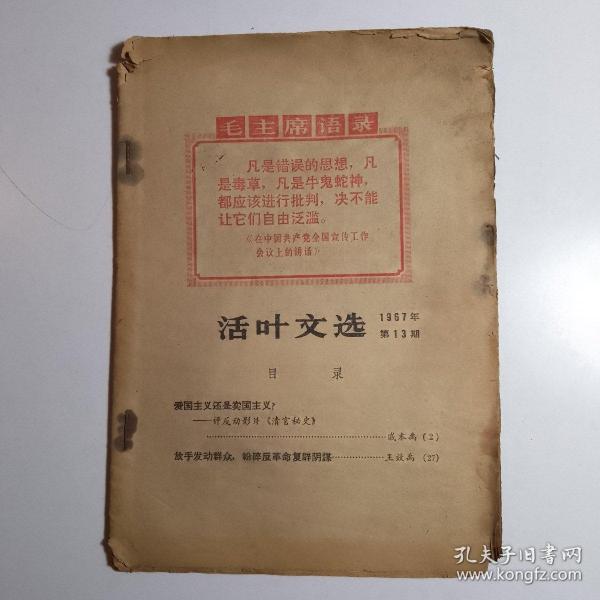 毛主席语录
凡是错误的思想,凡
是毒草,凡是牛鬼蛇神,
都应该进行批判,决不能
让它们自由泛滥。
《在中国共产党全国宣传工作
会议上的讲话》
活叶文选
1967年
第13期
目 录
爱国主义还是卖国主义?
——评反动影片《清宫秘史》
戚本禹(2)
放手发动群众,粉碎反革命复辟阴謀……………王效禹(27)
孔夫子旧书网
www.kongfz.com